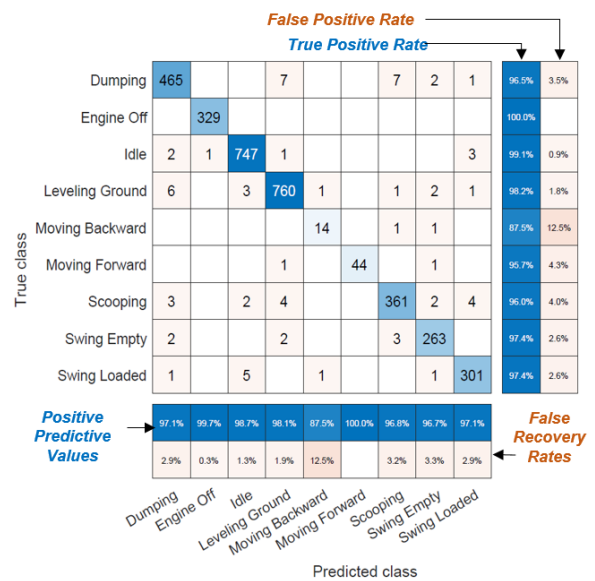 False Positive Rate
True Positive Rate
Dumping 465 7 7 2 1 96.5% 3.5%
Engine Off 329 100.0%
Idle 2 1 747 1 3 99.1% 0.9%
Leveling Ground 6 3 760 1 1 2 1 98.2% 1.8%
Moving Backward 14 1 1 87.5% 12.5%
Moving Forward 1 44 1 95.7% 4.3%
Scooping 3 2 4 361 2 4 96.0% 4.0%
Swing Empty 2 2 3 263 97.4% 2.6%
Swing Loaded 1 5 1 1 301 97.4% 2.6%
True class
Positive
Predictive
Values
97.1% 99.7% 98.7% 98.1% 87.5% 100.0% 96.8% 96.7% 97.1%
2.9% 0.3% 1.3% 1.9% 12.5% 3.2% 3.3% 2.9%
False
Recovery
Rates
Dumping
Engine Off
Idle
Leveling Ground
Moving Backward
Moving Forward
Scooping
Swing Empty
Swing Loaded
Predicted class